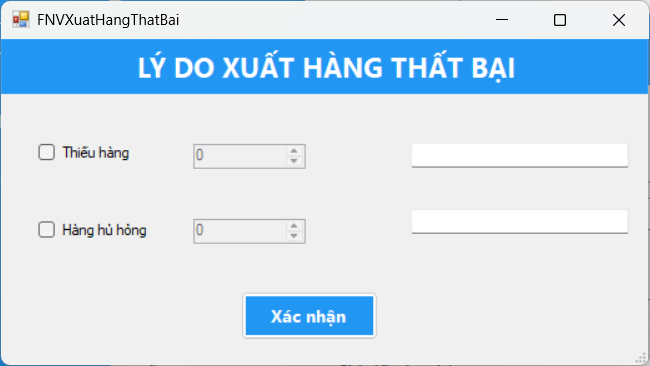 FNVXuatHangThatBai
LÝ DO XUẤT HÀNG THẤT BẠI
Thiếu hàng 0
Hàng hủ hỏng 0
Xác nhận